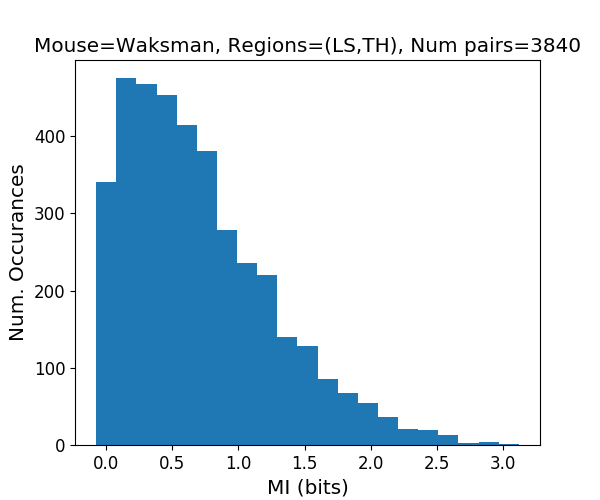 Mouse=Waksman, Regions=(LS,TH), Num pairs=3840
Num. Occurances
400
300
200
100
0
0.0 0.5 1.0 1.5 2.0 2.5 3.0
MI (bits)